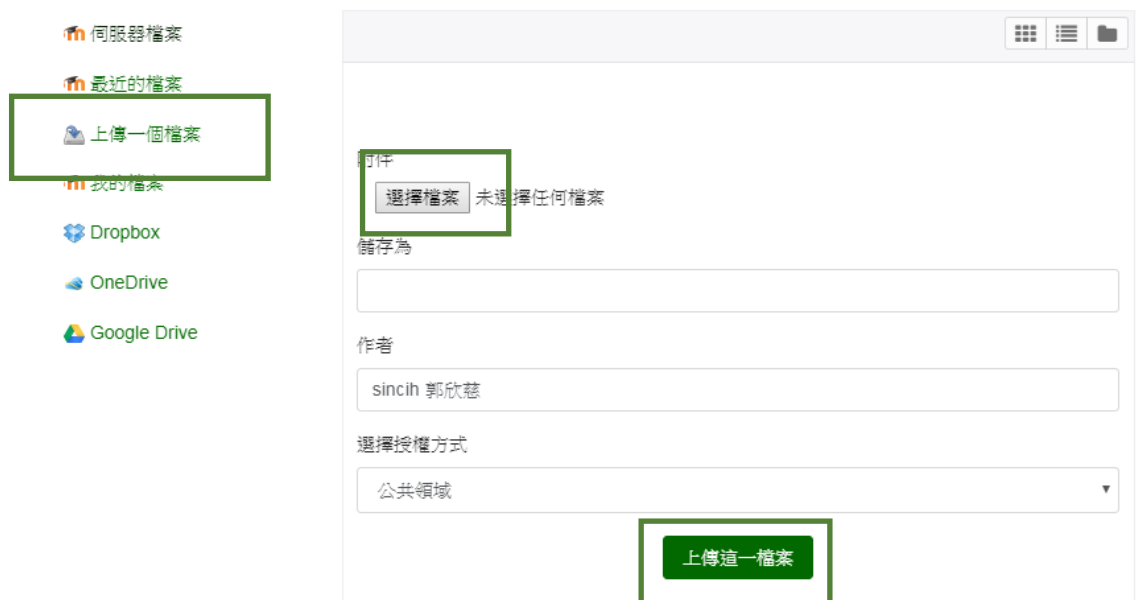 伺服器檔案
最近的檔案
上傳一個檔案
我的檔案
Dropbox
OneDrive
Google Drive
附件
選擇檔案 未選擇任何檔案
儲存為
作者
sincih 郭欣慈
選擇授權方式
公共領域
上傳這一檔案